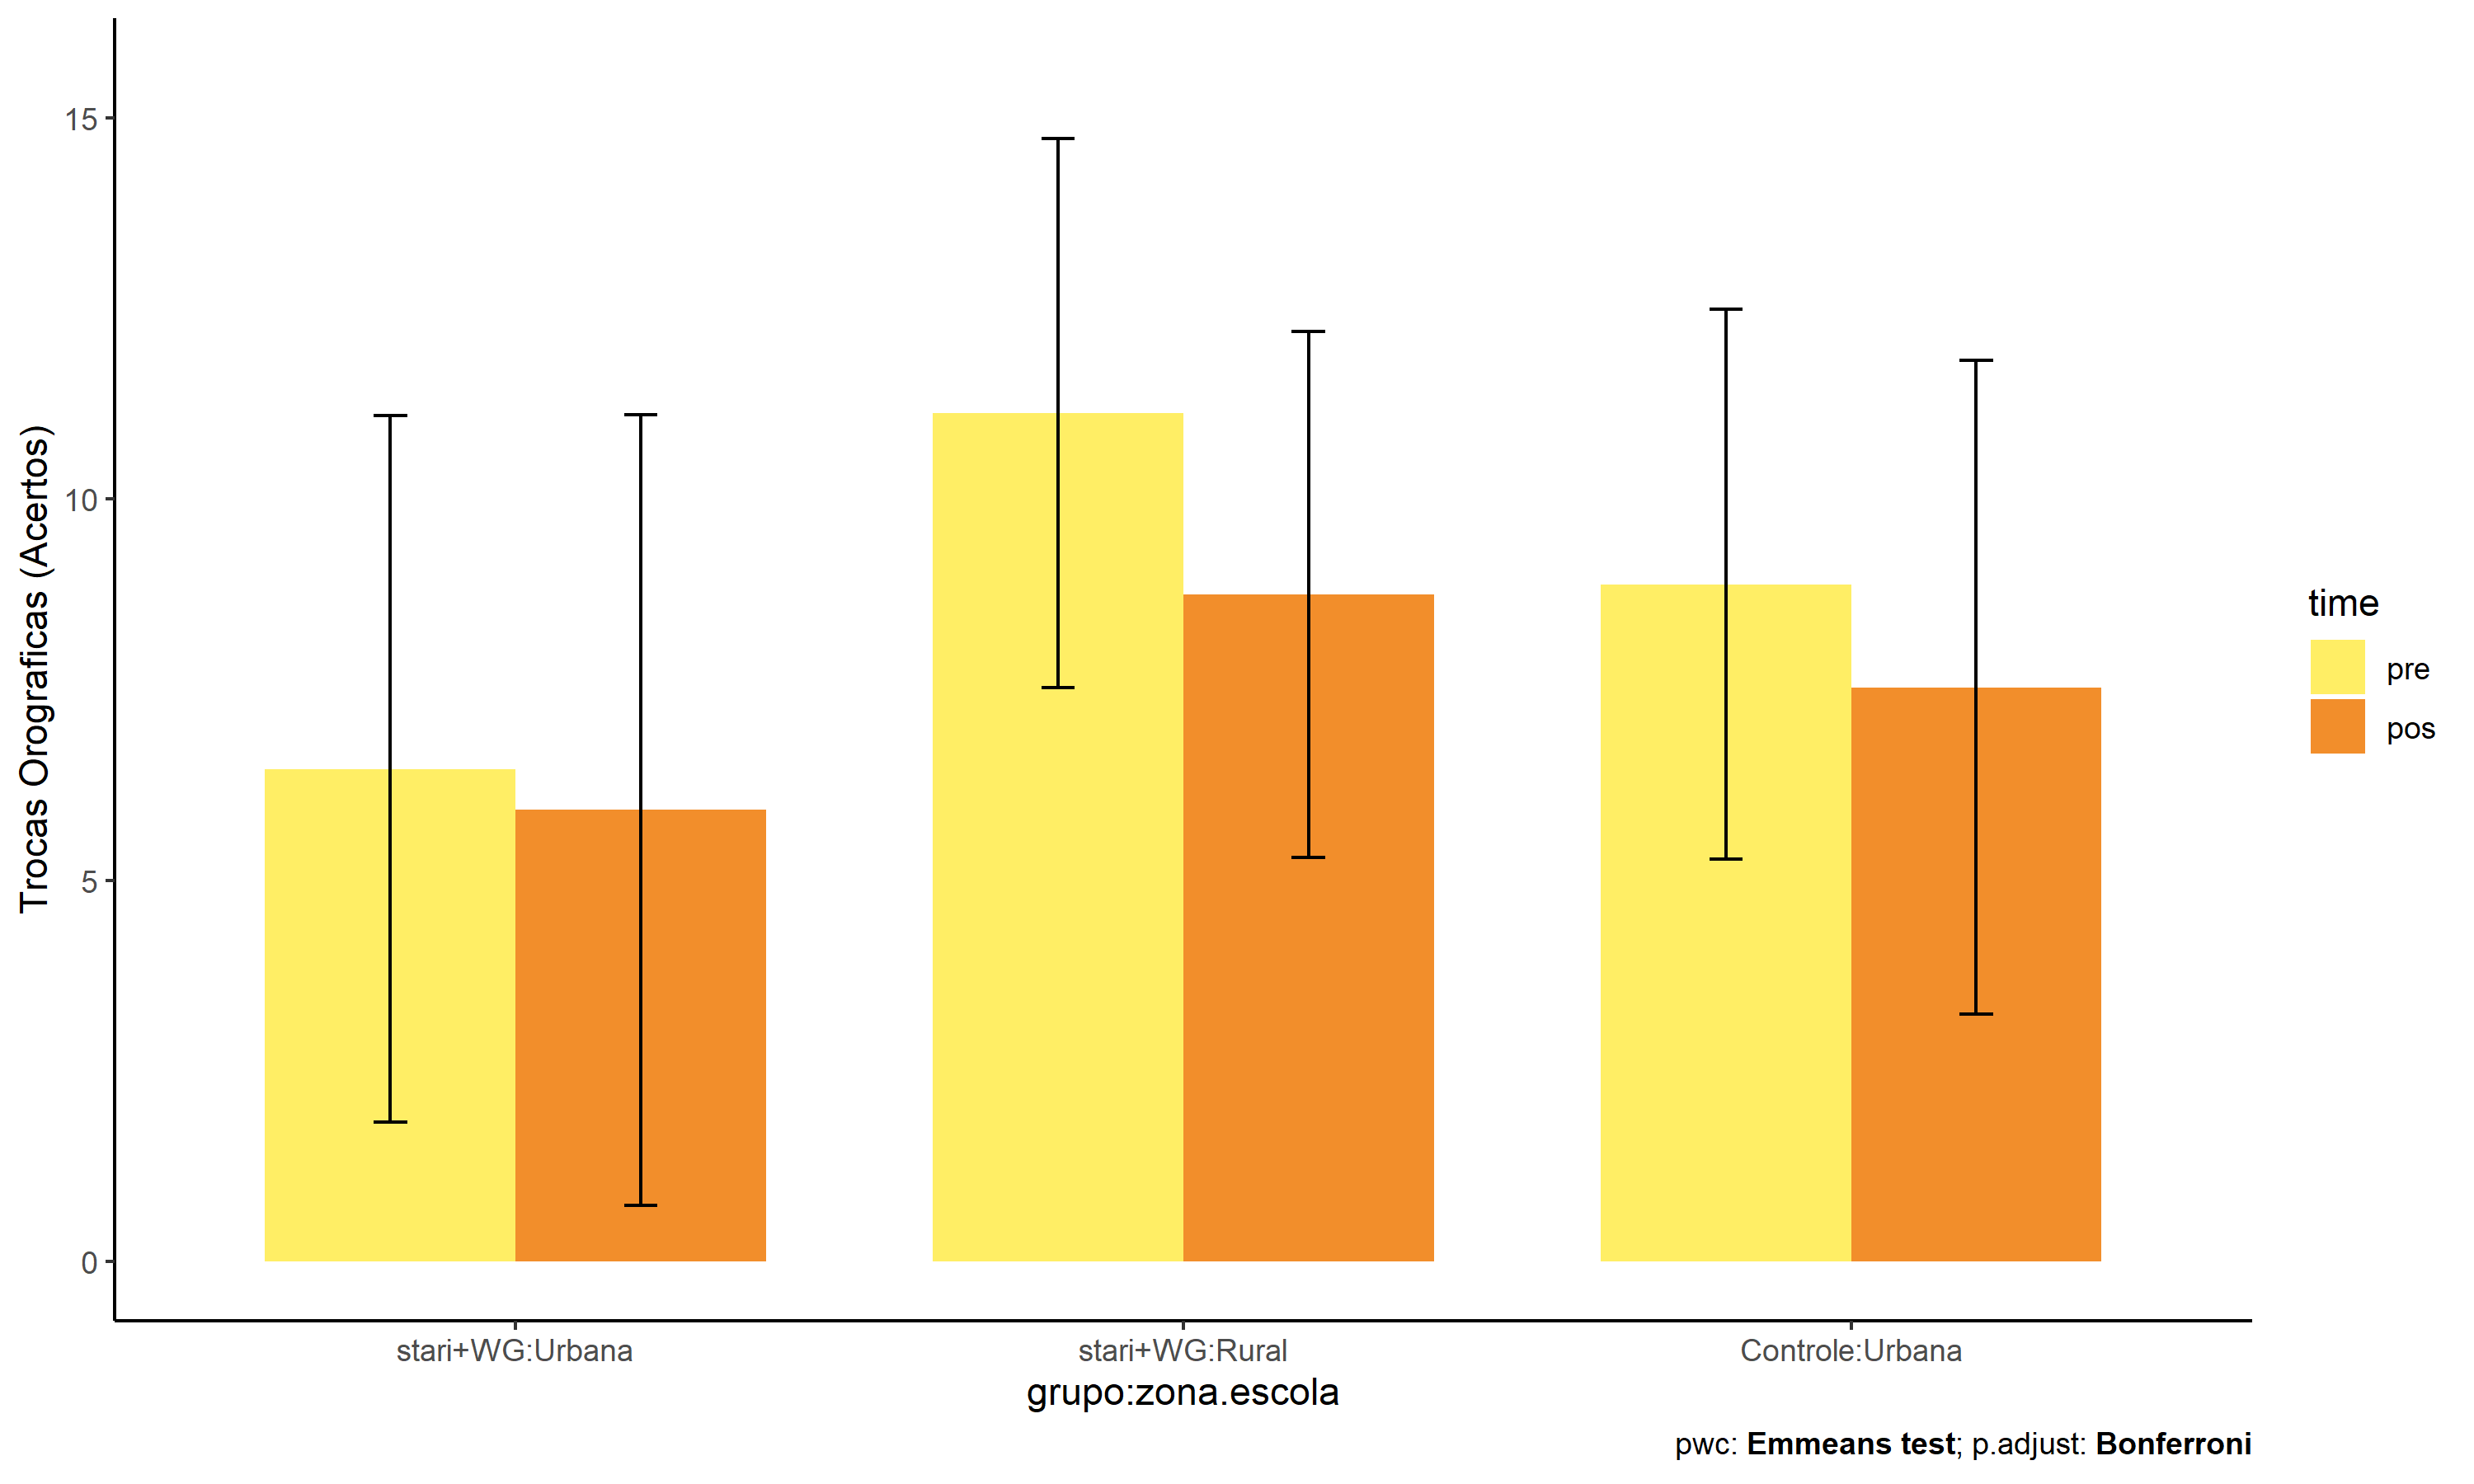 Trocas Orograficas (Acertos)
15
10
5
0
stari+WG:Urbana
stari+WG:Rural
Controle:Urbana
grupo:zona.escola
time
pre
pos
pwc: Emmeans test; p.adjust: Bonferroni